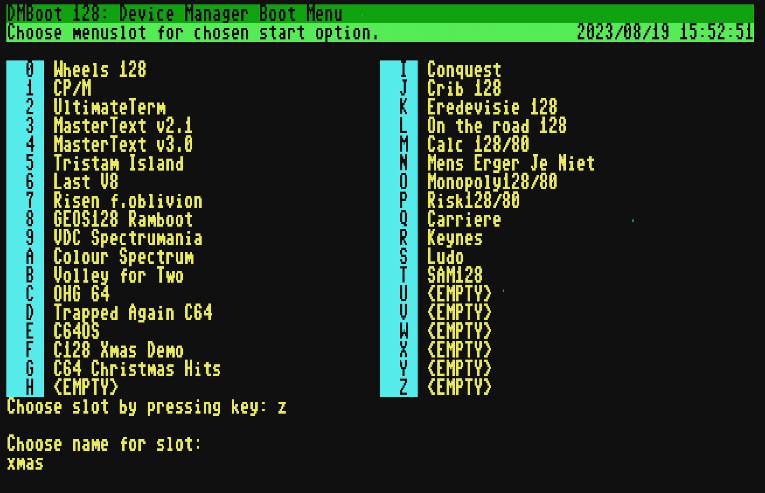 DMBoot 128: Device Manager Boot Menu
Choose menuslot for chosen start option. 2023/08/19 15:52:51
0 Wheels 128 I Conquest
1 CP/M J Crib 128
2 UltimateTerm K Eredevisie 128
3 MasterText v2.1 L On the road 128
4 MasterText v3.0 M Calc 128/80
5 Tristam Island N Mens Erger Je Niet
6 Last V8 O Monopoly128/80
7 Risen f.oblivion P Risk128/80
8 GEOS128 Ramboot Q Carriere
9 VDC Spectrumania R Keynes
A Colour Spectrum S Ludo
B Volley for Two T SAM128
C OHG 64 U <EMPTY>
D Trapped Again C64 V <EMPTY>
E C64OS W <EMPTY>
F C128 Xmas Demo X <EMPTY>
G C64 Christmas Hits Y <EMPTY>
H <EMPTY> Z <EMPTY>
Choose slot by pressing key: z
Choose name for slot:
xmas